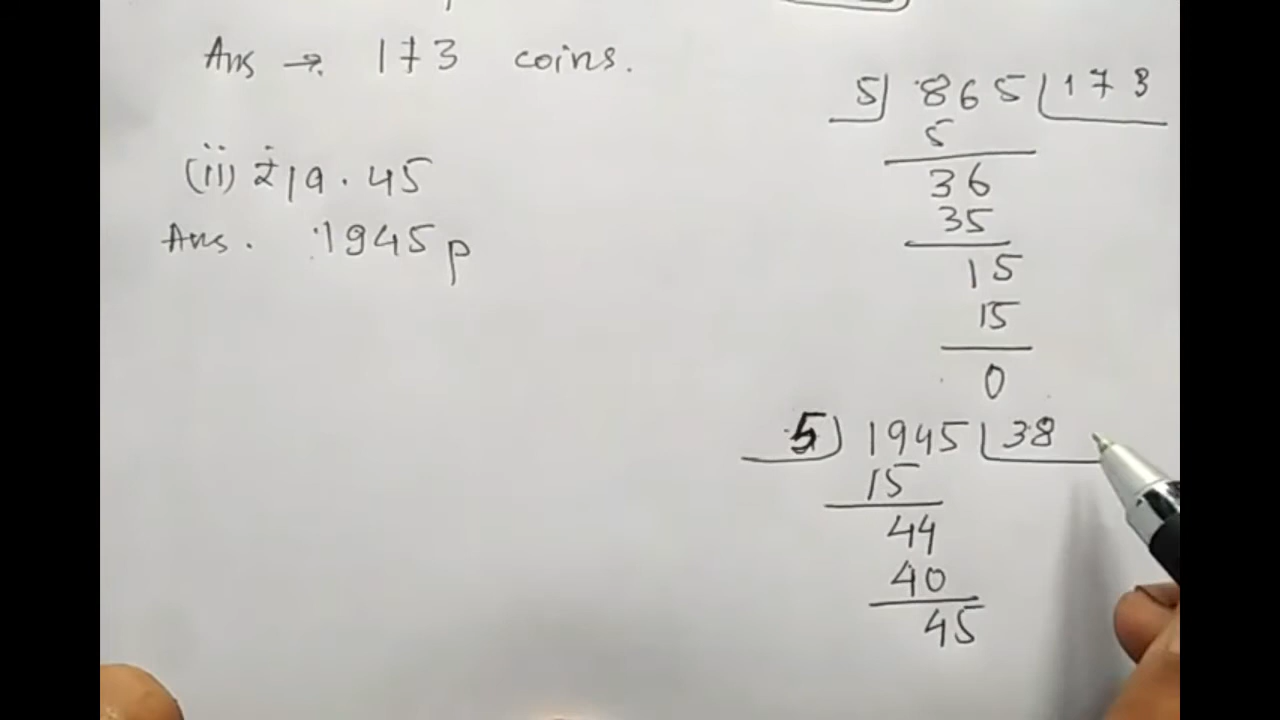 Ans → 173 coins.
(ii) ₹19.45
Ans. 1945p
5) 865 (173
5
36
35
15
15
0
5) 1945 (38
15
44
40
45